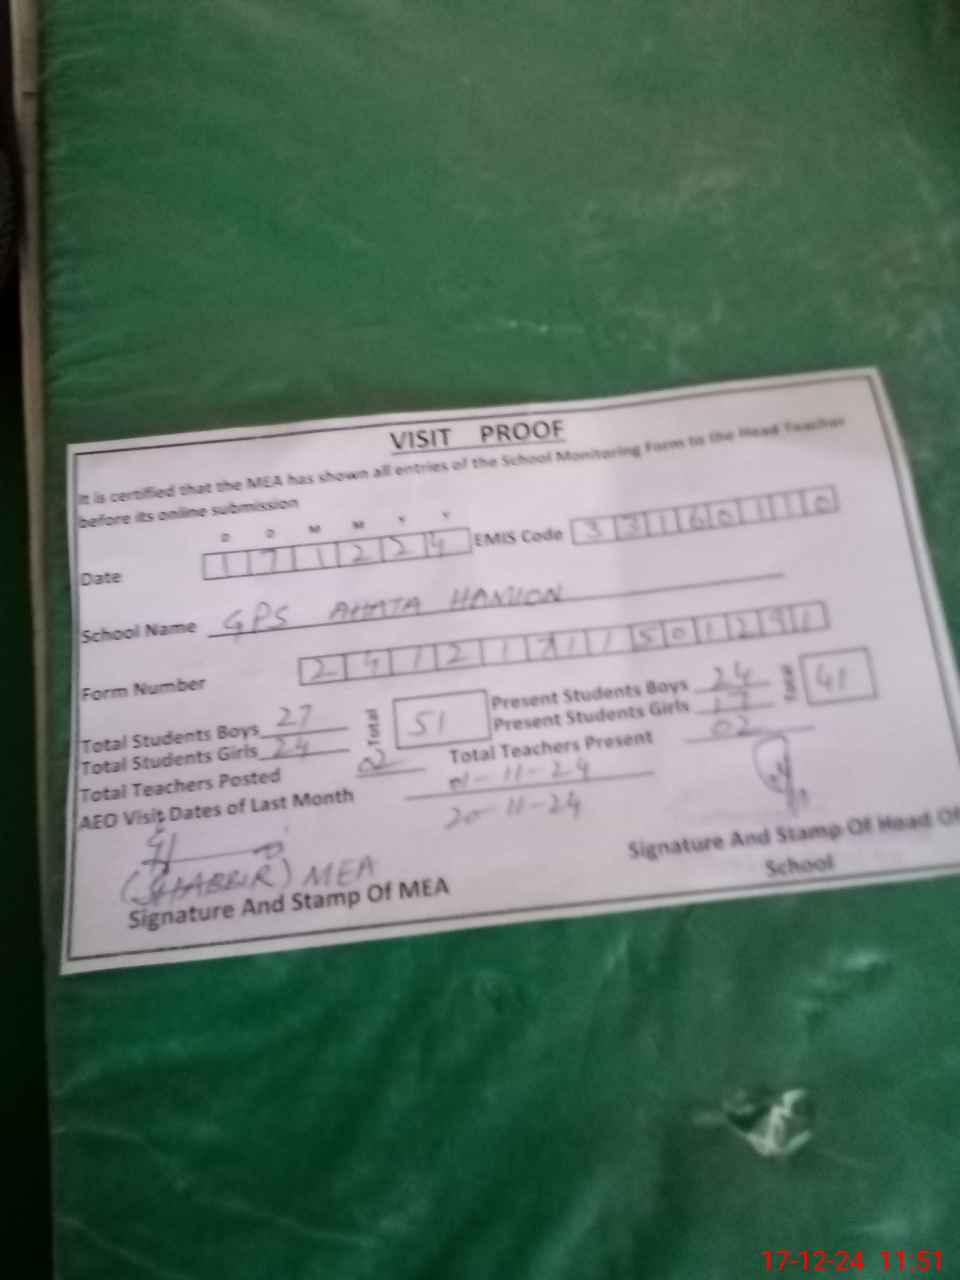 VISIT PROOF
It is certified that the MEA has shown all entries of the School Monitoring Form to the Head Teacher
before its online submission
D D M M Y Y
Date 1 7 1 2 2 4 EMIS Code 3 3 1 6 0 1 1 0
School Name GPS AHATA
Form Number 2 4 1 2 1 7 1 1 5 0 1 2 9 1
Total Students Boys 27 Total 51 Present Students Boys 24 Total 41
Total Students Girls 24 Present Students Girls 17
Total Teachers Posted 02 Total Teachers Present 02
AEO Visit Dates of Last Month 11-24
20-11-24
(SHABBIR) MEA
Signature And Stamp Of MEA
Signature And Stamp Of Head Of
School
17-12-24 11:51